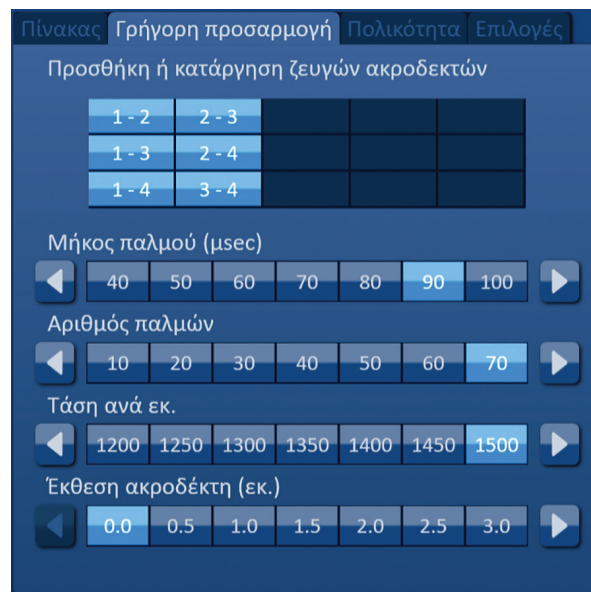 Πίνακας Γρήγορη προσαρμογή Πολικότητα Επιλογές
Προσθήκη ή κατάργηση ζευγών ακροδεκτών
1 - 2 2 - 3
1 - 3 2 - 4
1 - 4 3 - 4
Μήκος παλμού (μsec)
40 50 60 70 80 90 100
Αριθμός παλμών
10 20 30 40 50 60 70
Τάση ανά εκ.
1200 1250 1300 1350 1400 1450 1500
Έκθεση ακροδέκτη (εκ.)
0.0 0.5 1.0 1.5 2.0 2.5 3.0